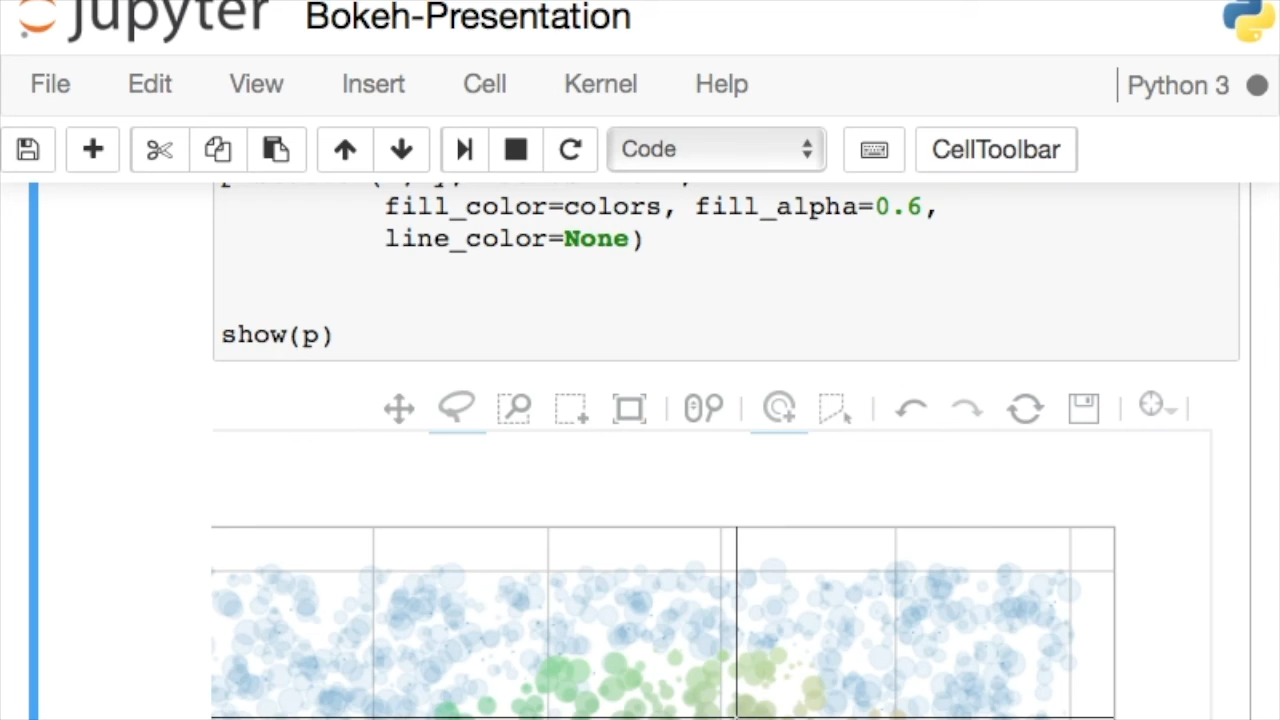 jupyter Bokeh-Presentation
File Edit View Insert Cell Kernel Help Python 3
Code CellToolbar
fill_color=colors, fill_alpha=0.6,
line_color=None)
show(p)